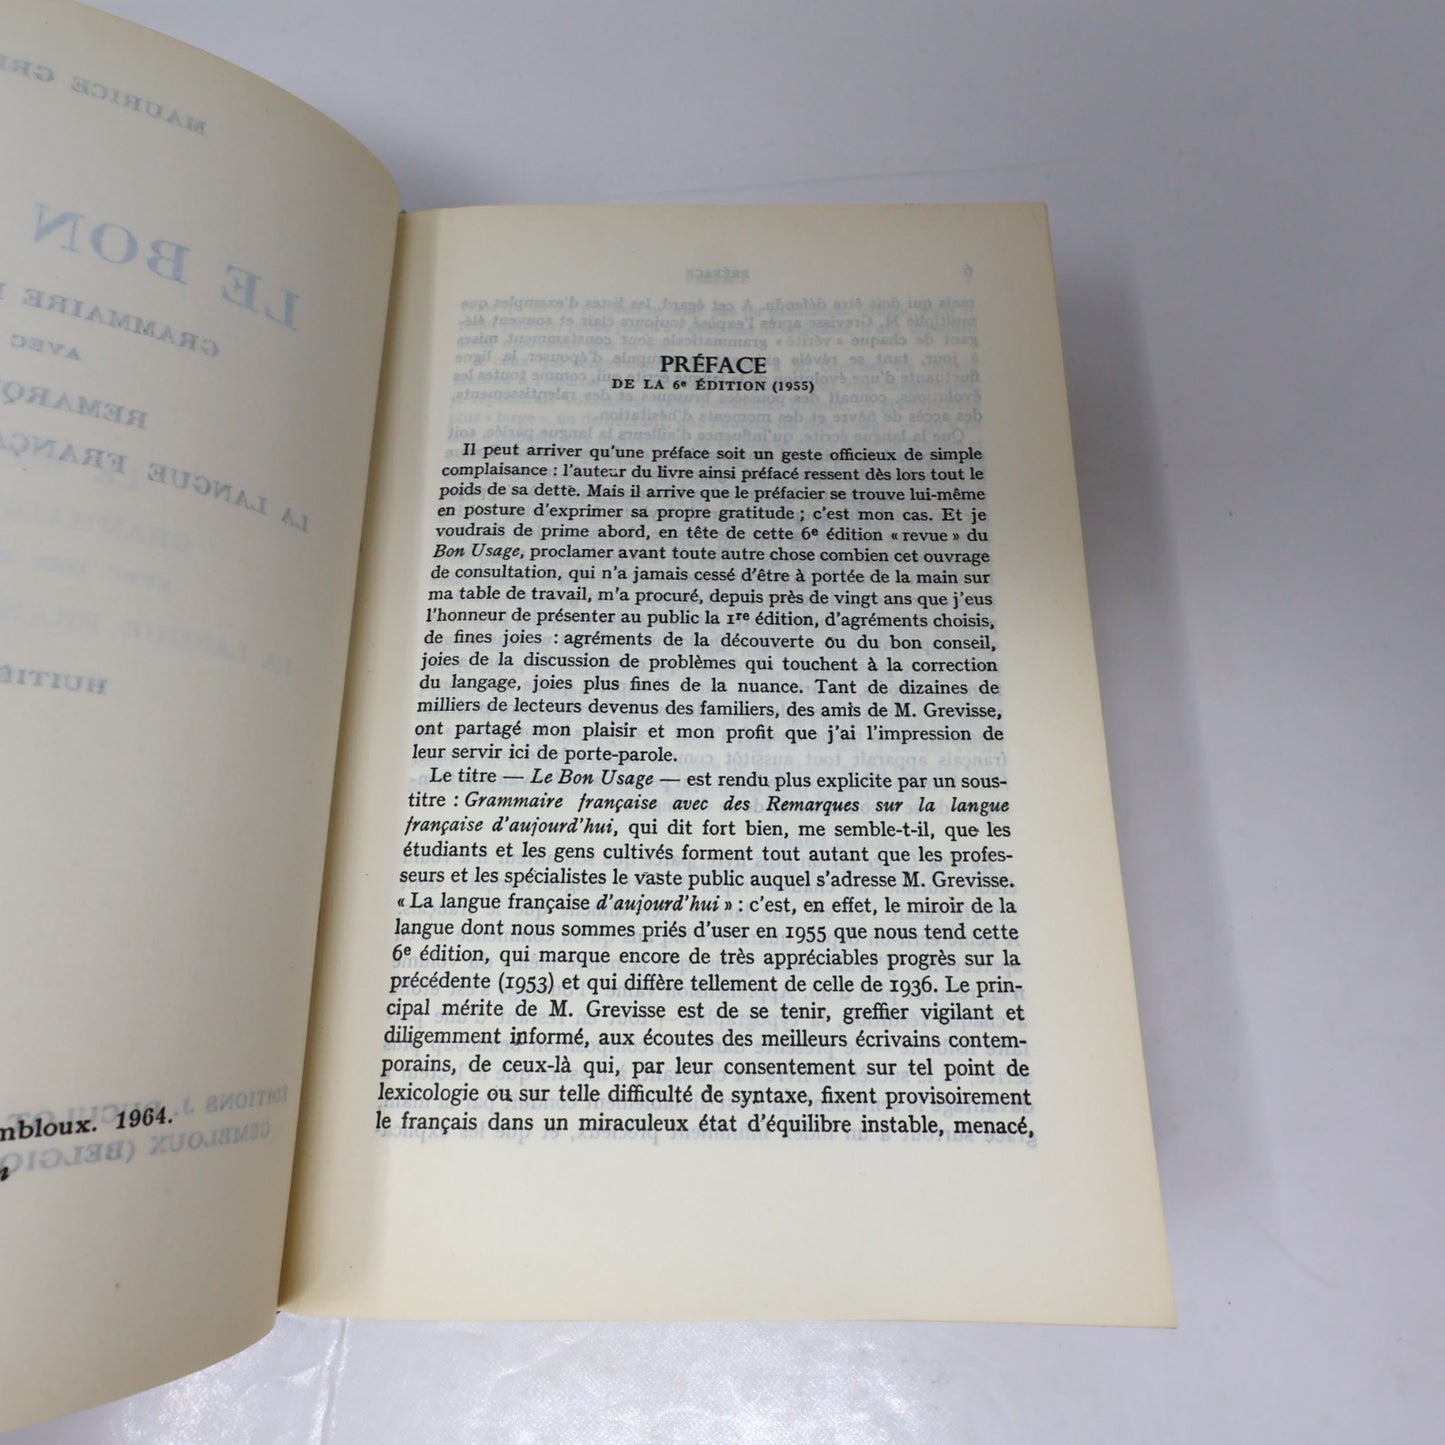 mbloux. 1964.
PRÉFACE
DE LA 6e ÉDITION (1955)
Il peut arriver qu'une préface soit un geste officieux de simple
complaisance : l'auteur du livre ainsi préfacé ressent dès lors tout le
poids de sa dette. Mais il arrive que le préfacier se trouve lui-même
en posture d'exprimer sa propre gratitude ; c'est mon cas. Et je
voudrais de prime abord, en tête de cette 6e édition « revue » du
Bon Usage, proclamer avant toute autre chose combien cet ouvrage
de consultation, qui n'a jamais cessé d'être à portée de la main sur
ma table de travail, m'a procuré, depuis près de vingt ans que j'eus
l'honneur de présenter au public la 1re édition, d'agréments choisis,
de fines joies : agréments de la découverte ou du bon conseil,
joies de la discussion de problèmes qui touchent à la correction
du langage, joies plus fines de la nuance. Tant de dizaines de
milliers de lecteurs devenus des familiers, des amis de M. Grevisse,
ont partagé mon plaisir et mon profit que j'ai l'impression de
leur servir ici de porte-parole.
Le titre — Le Bon Usage — est rendu plus explicite par un sous-
titre : Grammaire française avec des Remarques sur la langue
française d'aujourd'hui, qui dit fort bien, me semble-t-il, que les
étudiants et les gens cultivés forment tout autant que les profes-
seurs et les spécialistes le vaste public auquel s'adresse M. Grevisse.
« La langue française d'aujourd'hui » : c'est, en effet, le miroir de la
langue dont nous sommes priés d'user en 1955 que nous tend cette
6e édition, qui marque encore de très appréciables progrès sur la
précédente (1953) et qui diffère tellement de celle de 1936. Le prin-
cipal mérite de M. Grevisse est de se tenir, greffier vigilant et
diligemment informé, aux écoutes des meilleurs écrivains contem-
porains, de ceux-là qui, par leur consentement sur tel point de
lexicologie ou sur telle difficulté de syntaxe, fixent provisoirement
le français dans un miraculeux état d'équilibre instable, menacé,